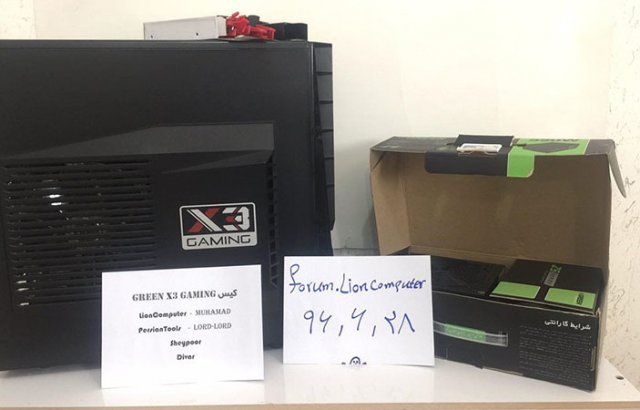 X3
GAMING
GREEN X3 GAMING کیس
LionComputer - MUHAMAD
PersianTools - LORD-LORD
Sheypoor
Divar
forum.LionComputer
۹۶,۶,۲۸
شرایط گارانتی